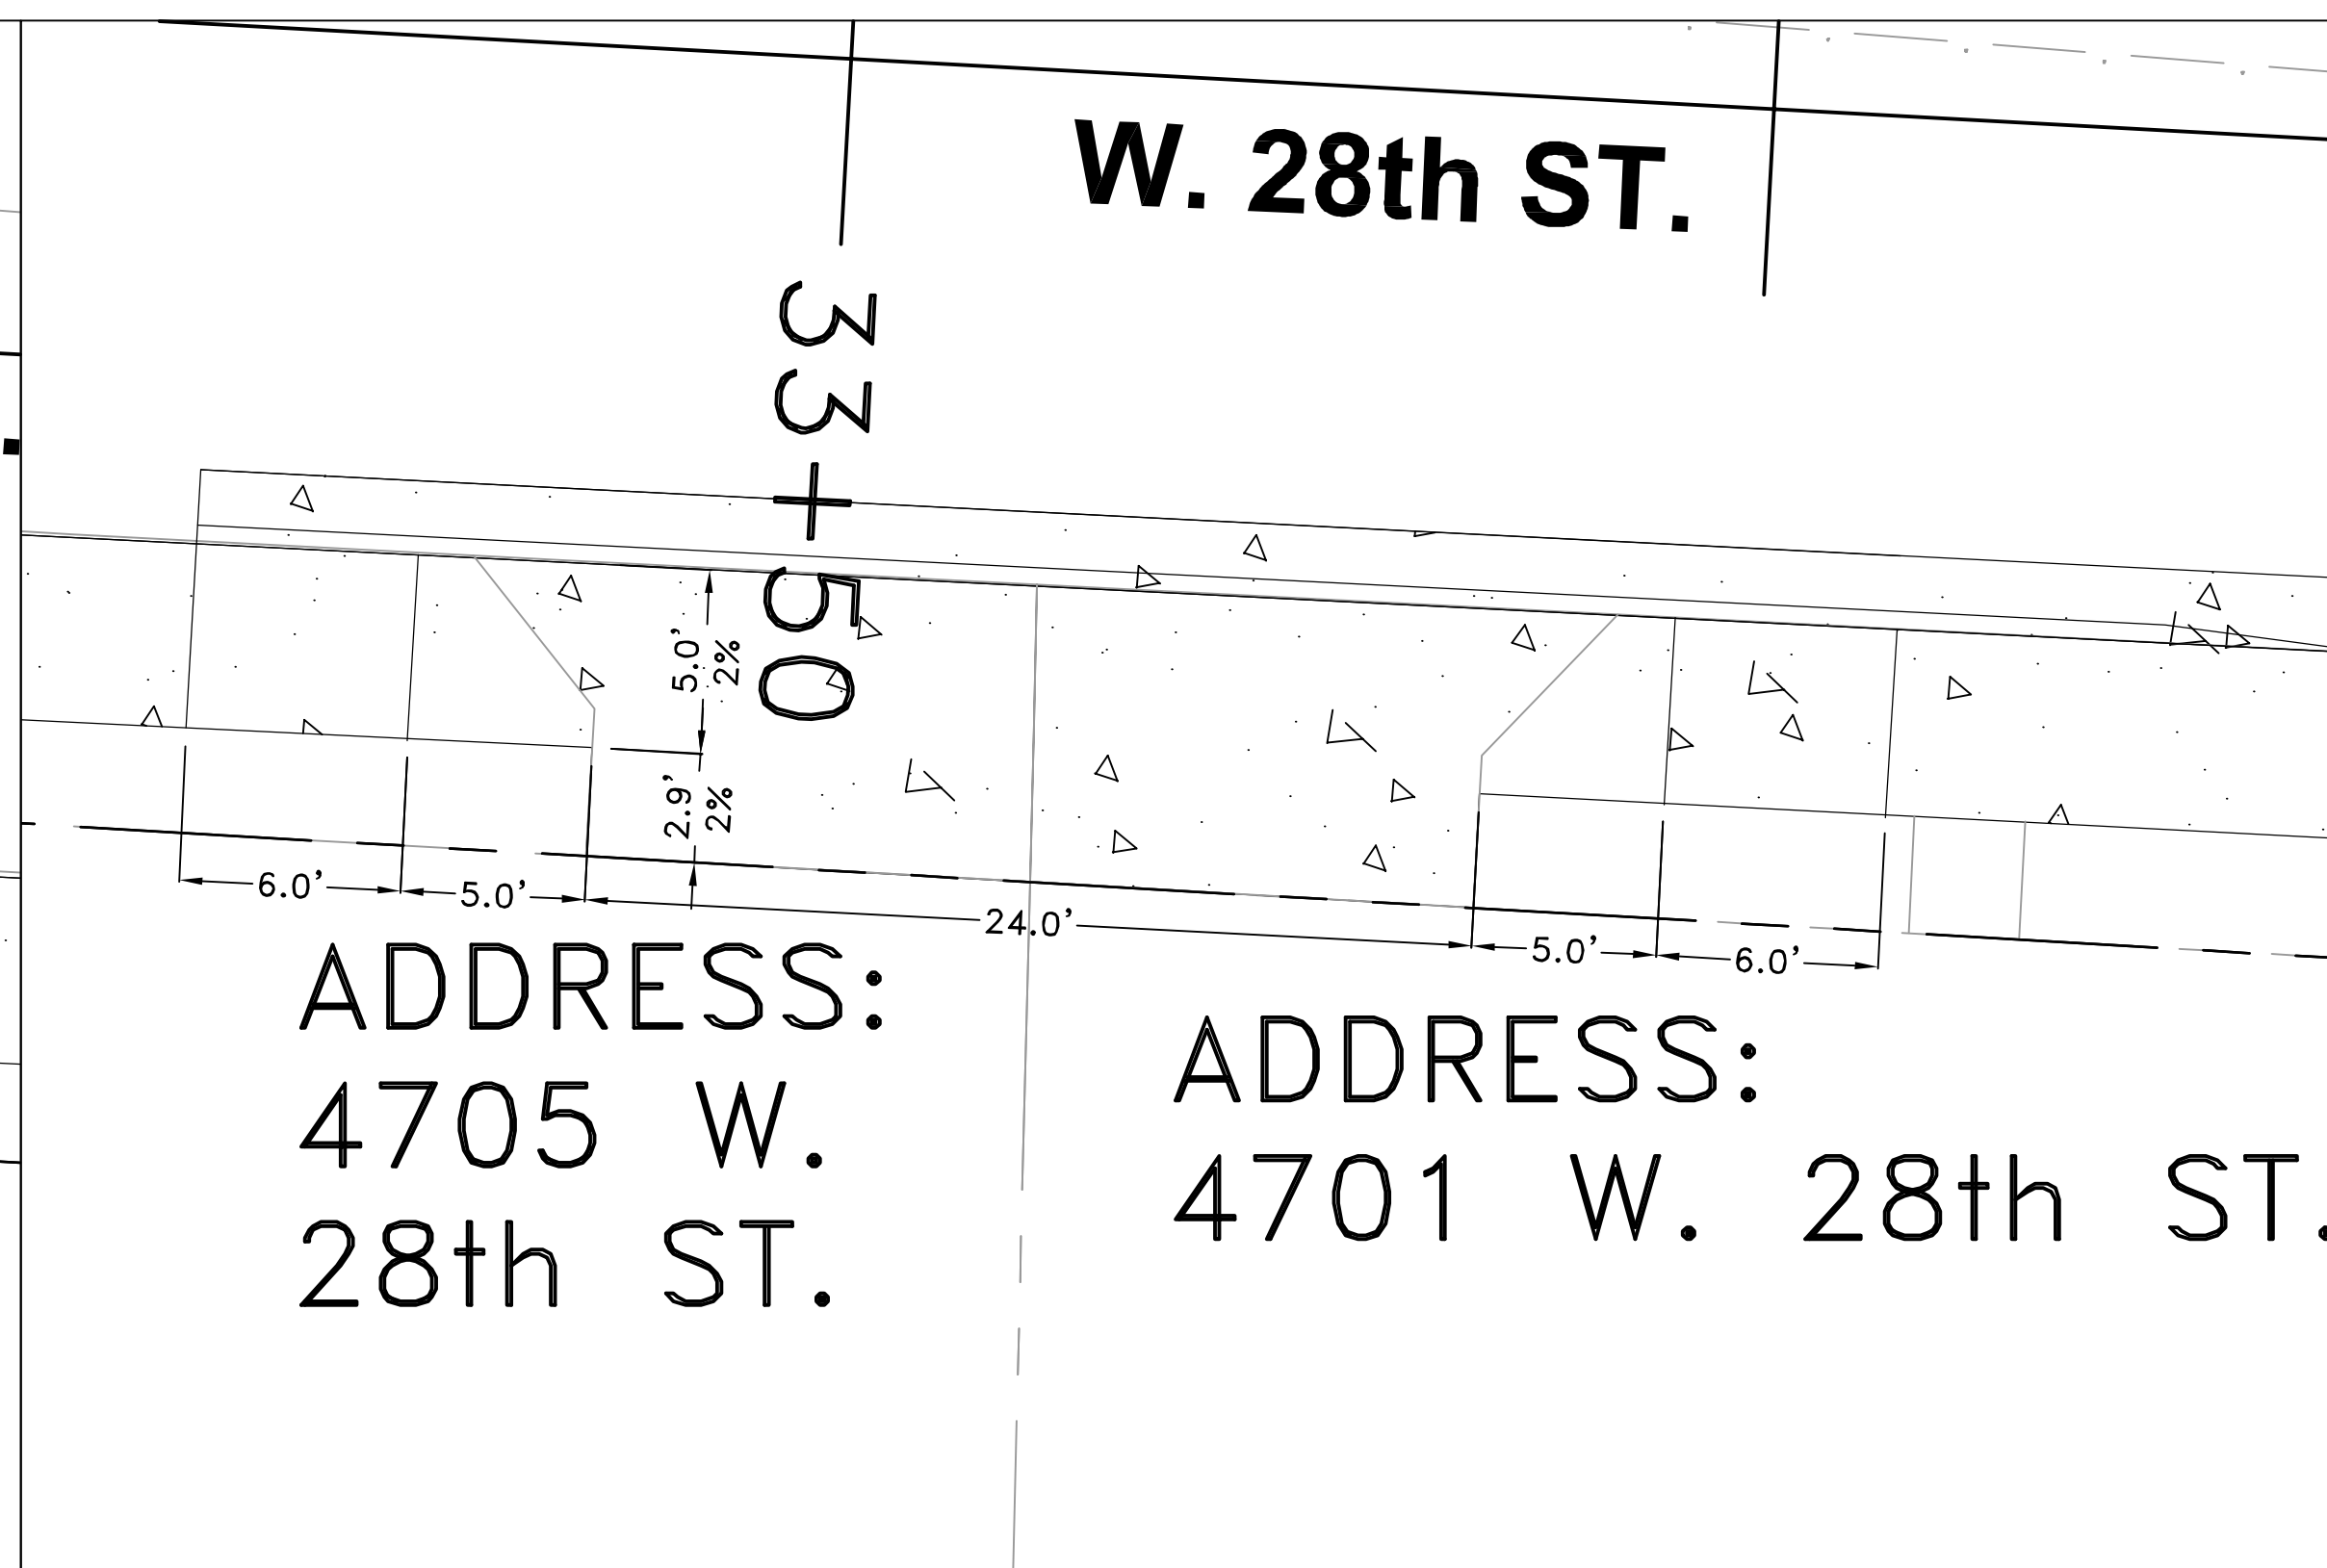 W. 28th ST.
33+50
5.0'
2%
2.9'
2%
6.0'
5.0'
24.0'
5.0'
6.0'
ADDRESS:
4705 W.
28th ST.
ADDRESS:
4701 W. 28th ST.